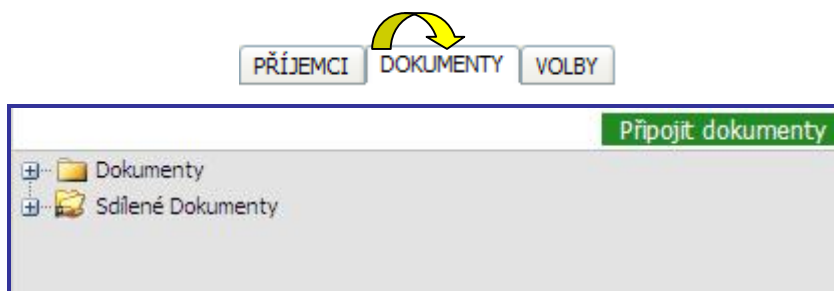 PŘÍJEMCI DOKUMENTY VOLBY
Připojit dokumenty
Dokumenty
Sdílené Dokumenty